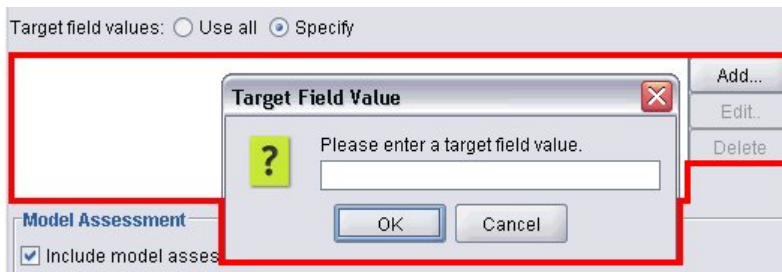 Target field values: Use all Specify
Add...
Target Field Value
Edit..
Please enter a target field value.
Delete
?
OK Cancel
Model Assessment
Include model asses